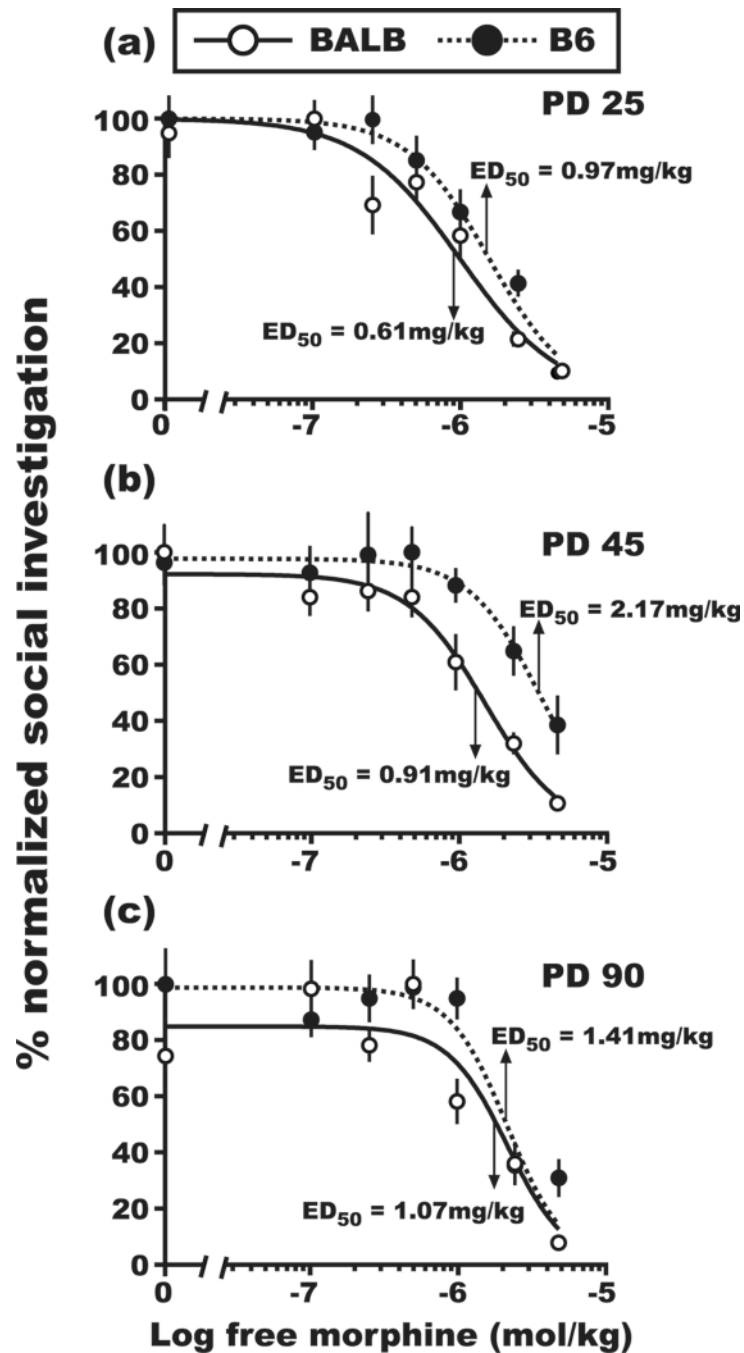 (a) BALB B6
PD 25
100
80
60
40
20
0
ED50 = 0.97mg/kg
ED50 = 0.61mg/kg
0 -7 -6 -5
(b)
PD 45
100
80
60
40
20
0
ED50 = 2.17mg/kg
ED50 = 0.91mg/kg
0 -7 -6 -5
(c)
PD 90
100
80
60
40
20
0
ED50 = 1.41mg/kg
ED50 = 1.07mg/kg
0 -7 -6 -5
Log free morphine (mol/kg)
% normalized social investigation